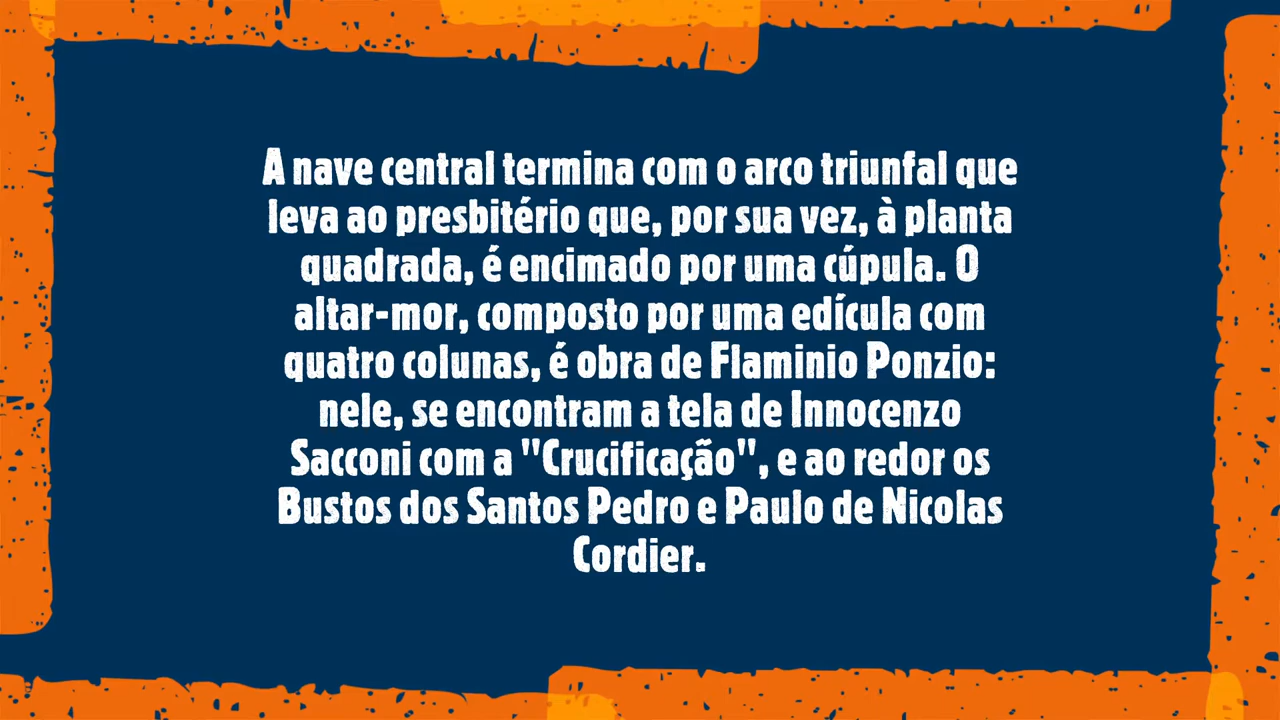 A nave central termina com o arco triunfal que
leva ao presbitério que, por sua vez, à planta
quadrada, é encimado por uma cúpula. O
altar-mor, composto por uma edícula com
quatro colunas, é obra de Flaminio Ponzio:
nele, se encontram a tela de Innocenzo
Sacconi com a "Crucificação", e ao redor os
Bustos dos Santos Pedro e Paulo de Nicolas
Cordier.